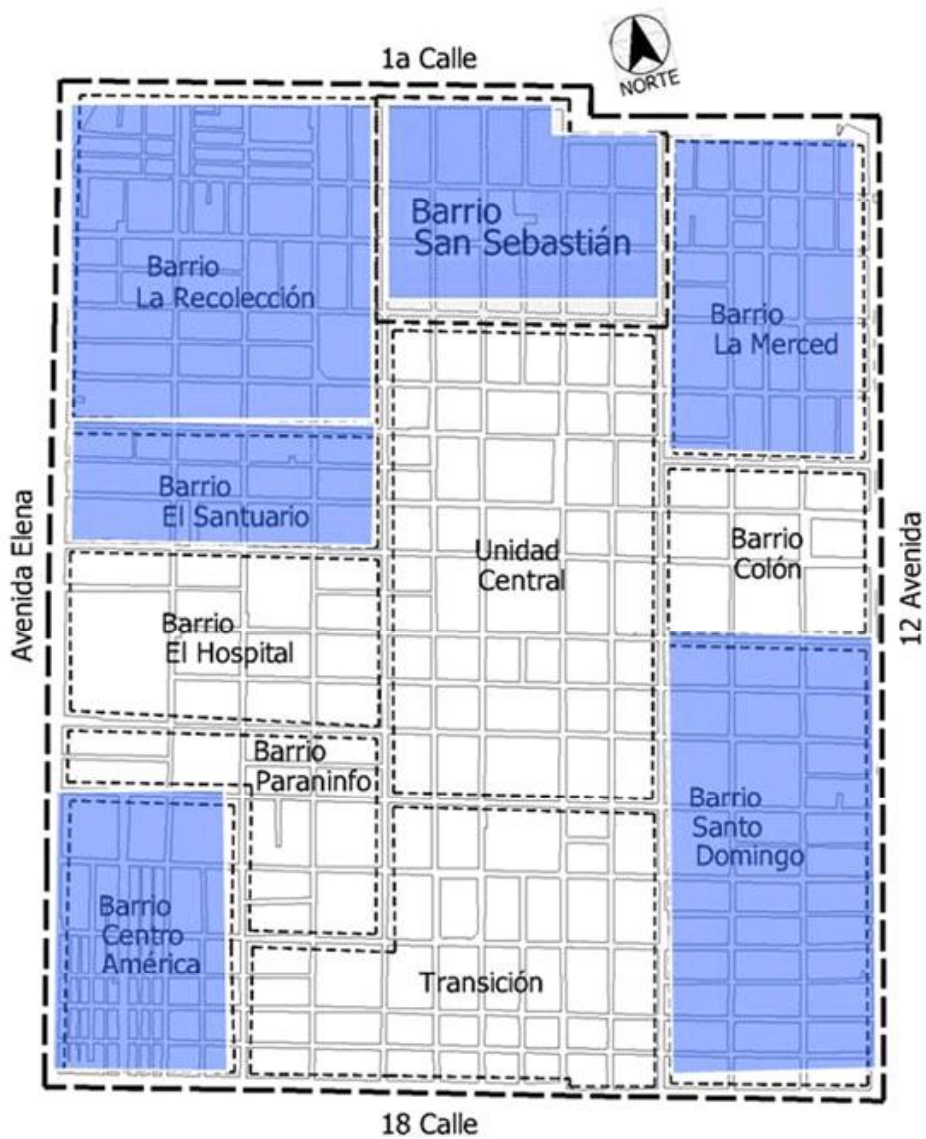 1a Calle
NORTE
Barrio
San Sebastián
Barrio
La Recolección
Barrio
La Merced
Barrio
El Santuario
Avenida Elena
Unidad
Central
Barrio
Colón
12 Avenida
Barrio
El Hospital
Barrio
Paraninfo
Barrio
Santo
Domingo
Barrio
Centro
América
Transición
18 Calle